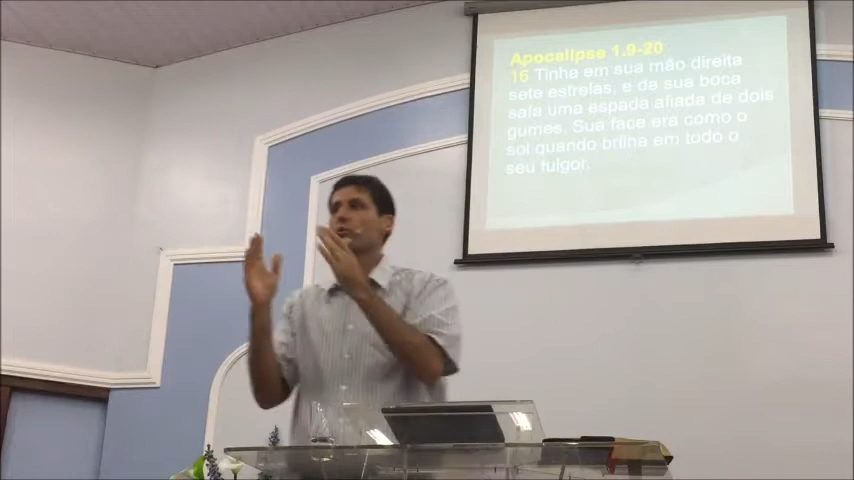 Apocalipse 1.9-20
16 Tinha em sua mão direita
sete estrelas, e da sua boca
saía uma espada afiada de dois
gumes. Sua face era como o
sol quando brilha em todo o
seu fulgor.